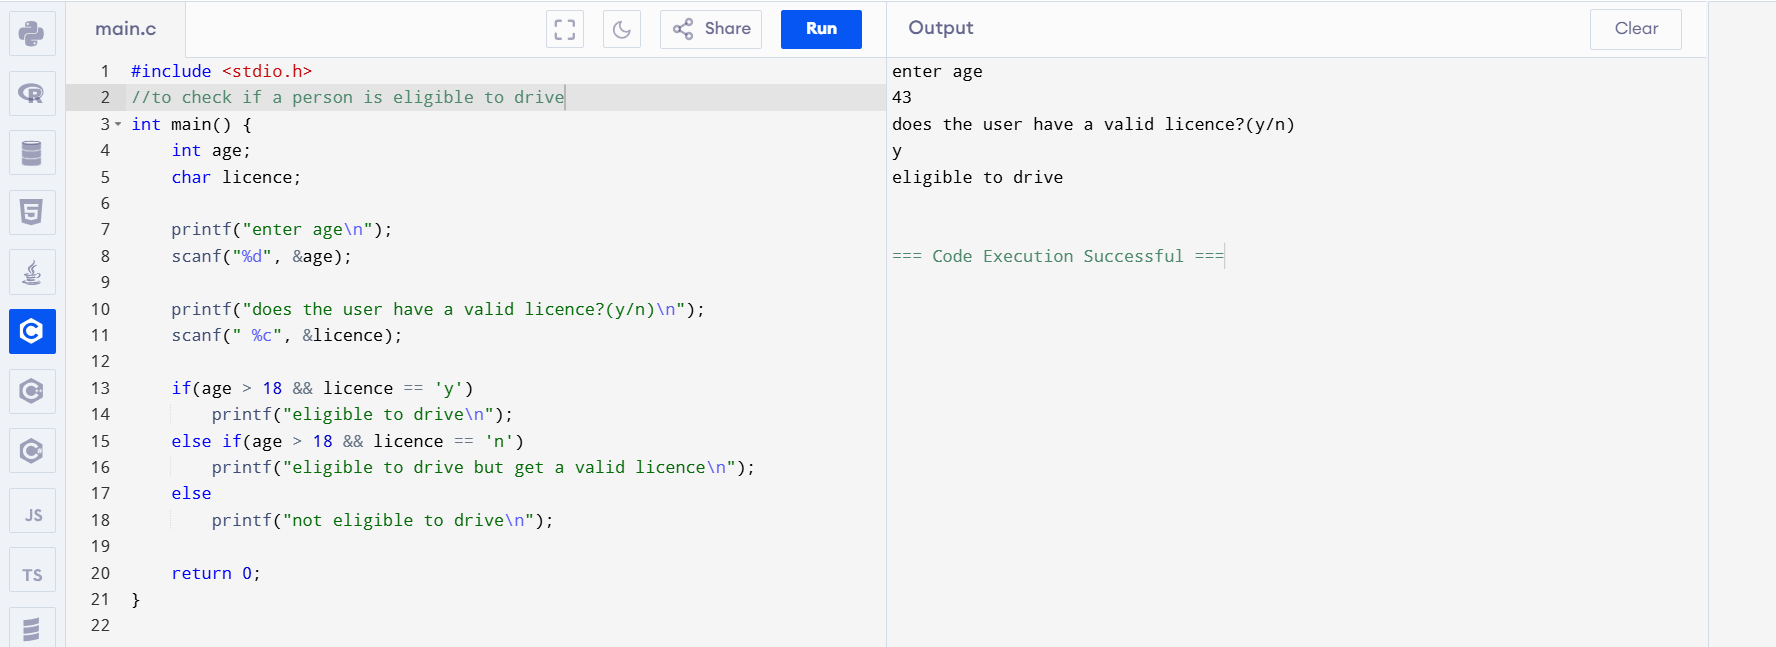 main.c
Share
Run
Output
Clear
1 #include <stdio.h>
2 //to check if a person is eligible to drive
3 int main() {
4 int age;
5 char licence;
6
7 printf("enter age\n");
8 scanf("%d", &age);
9
10 printf("does the user have a valid licence?(y/n)\n");
11 scanf(" %c", &licence);
12
13 if(age > 18 && licence == 'y')
14 printf("eligible to drive\n");
15 else if(age > 18 && licence == 'n')
16 printf("eligible to drive but get a valid licence\n");
17 else
18 printf("not eligible to drive\n");
19
20 return 0;
21 }
22
enter age
43
does the user have a valid licence?(y/n)
y
eligible to drive
=== Code Execution Successful ===
R
5
C
C
C
JS
TS